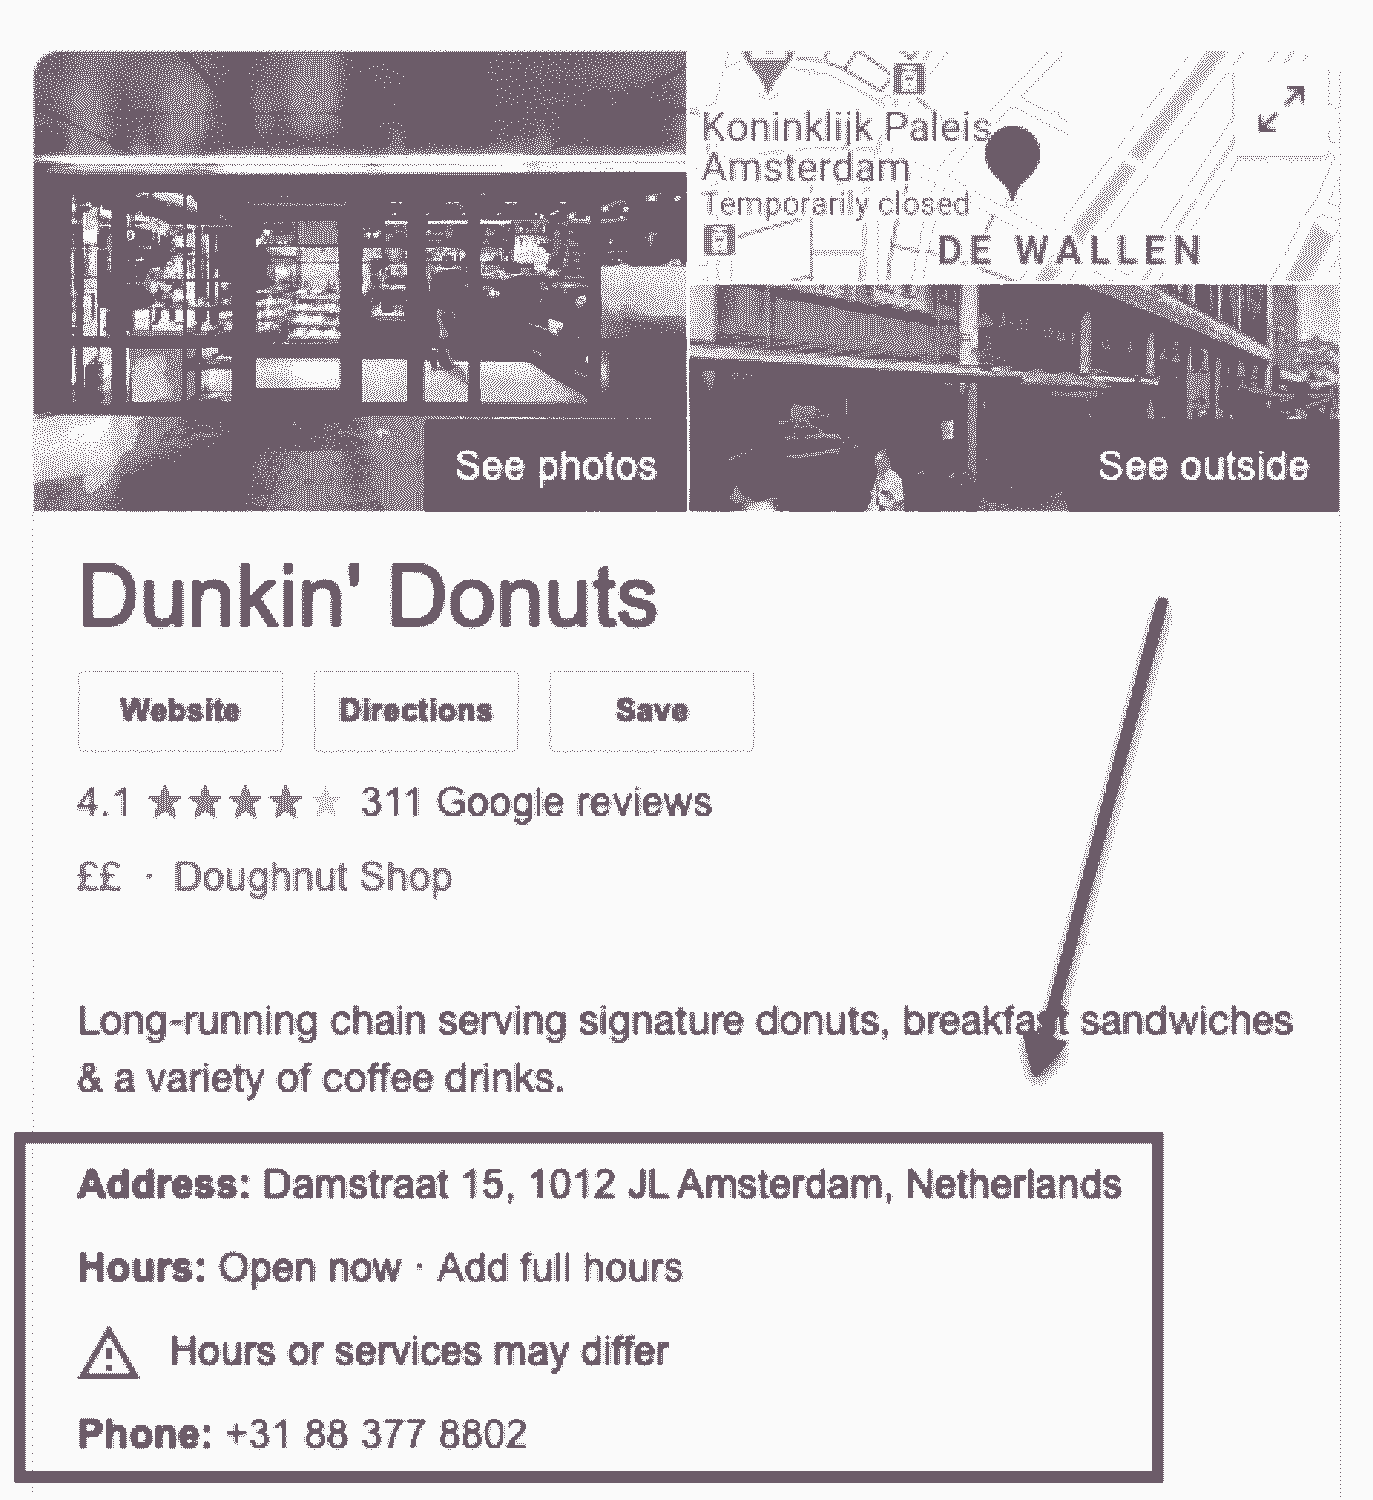 Koninklijk Paleis
Amsterdam
Temporarily closed
DE WALLEN
See photos
See outside
Dunkin' Donuts
Website
Directions
Save
4.1 ★★★★★ 311 Google reviews
££ · Doughnut Shop
Long-running chain serving signature donuts, breakfast sandwiches
& a variety of coffee drinks.
Address: Damstraat 15, 1012 JL Amsterdam, Netherlands
Hours: Open now · Add full hours
Hours or services may differ
Phone: +31 88 377 8802